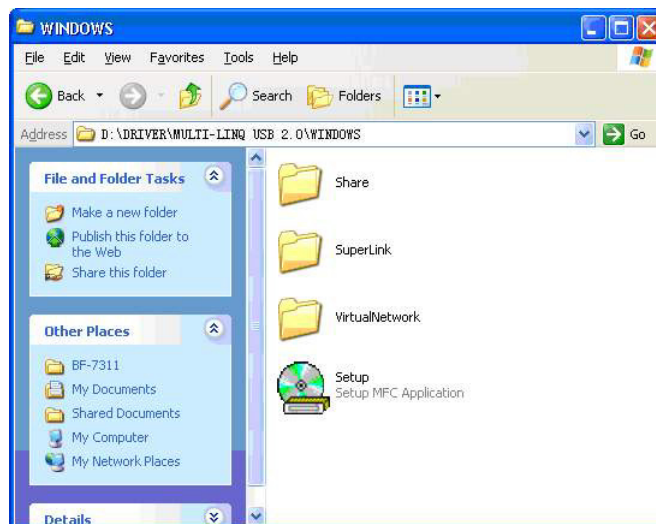 WINDOWS
File Edit View Favorites Tools Help
Back Search Folders
Address D:\DRIVER\MULTI-LINQ USB 2.0\WINDOWS Go
File and Folder Tasks
Make a new folder
Publish this folder to
the Web
Share this folder
Other Places
BF-7311
My Documents
Shared Documents
My Computer
My Network Places
Details
Share
SuperLink
VirtualNetwork
Setup
Setup MFC Application